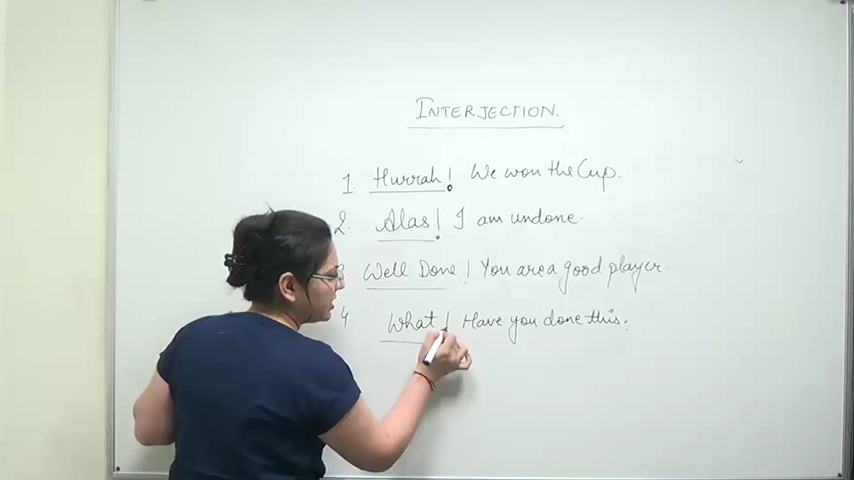 INTERJECTION.
1. Hurrah! We won the Cup.
2. Alas! I am undone.
3 Well Done! You are a good player.
4 What! Have you done this.